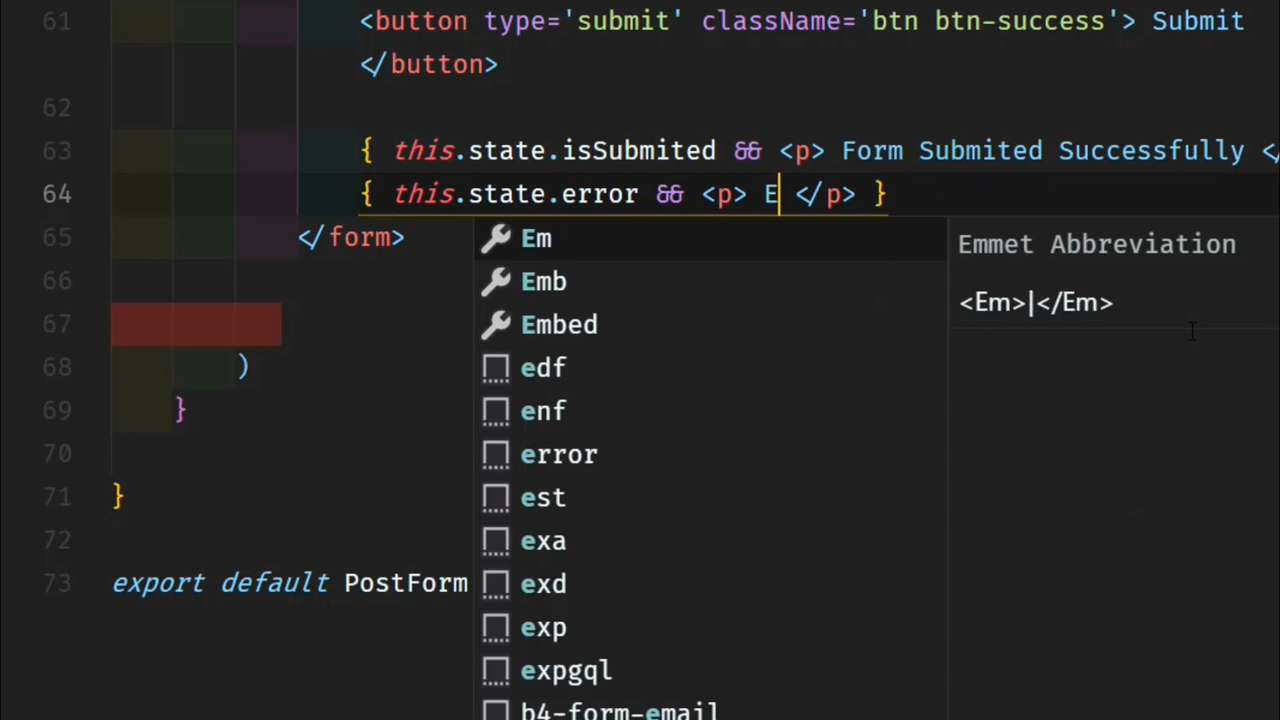 61 <button type='submit' className='btn btn-success'> Submit
</button>
62
63 { this.state.isSubmited && <p> Form Submited Successfully </
64 { this.state.error && <p> E </p> }
65 </form>
66
67
68 )
69 }
70
71 }
72
73 export default PostForm
Em
Emb
Embed
edf
enf
error
est
exa
exd
exp
expgql
b4-form-email
Emmet Abbreviation
<Em>|</Em>